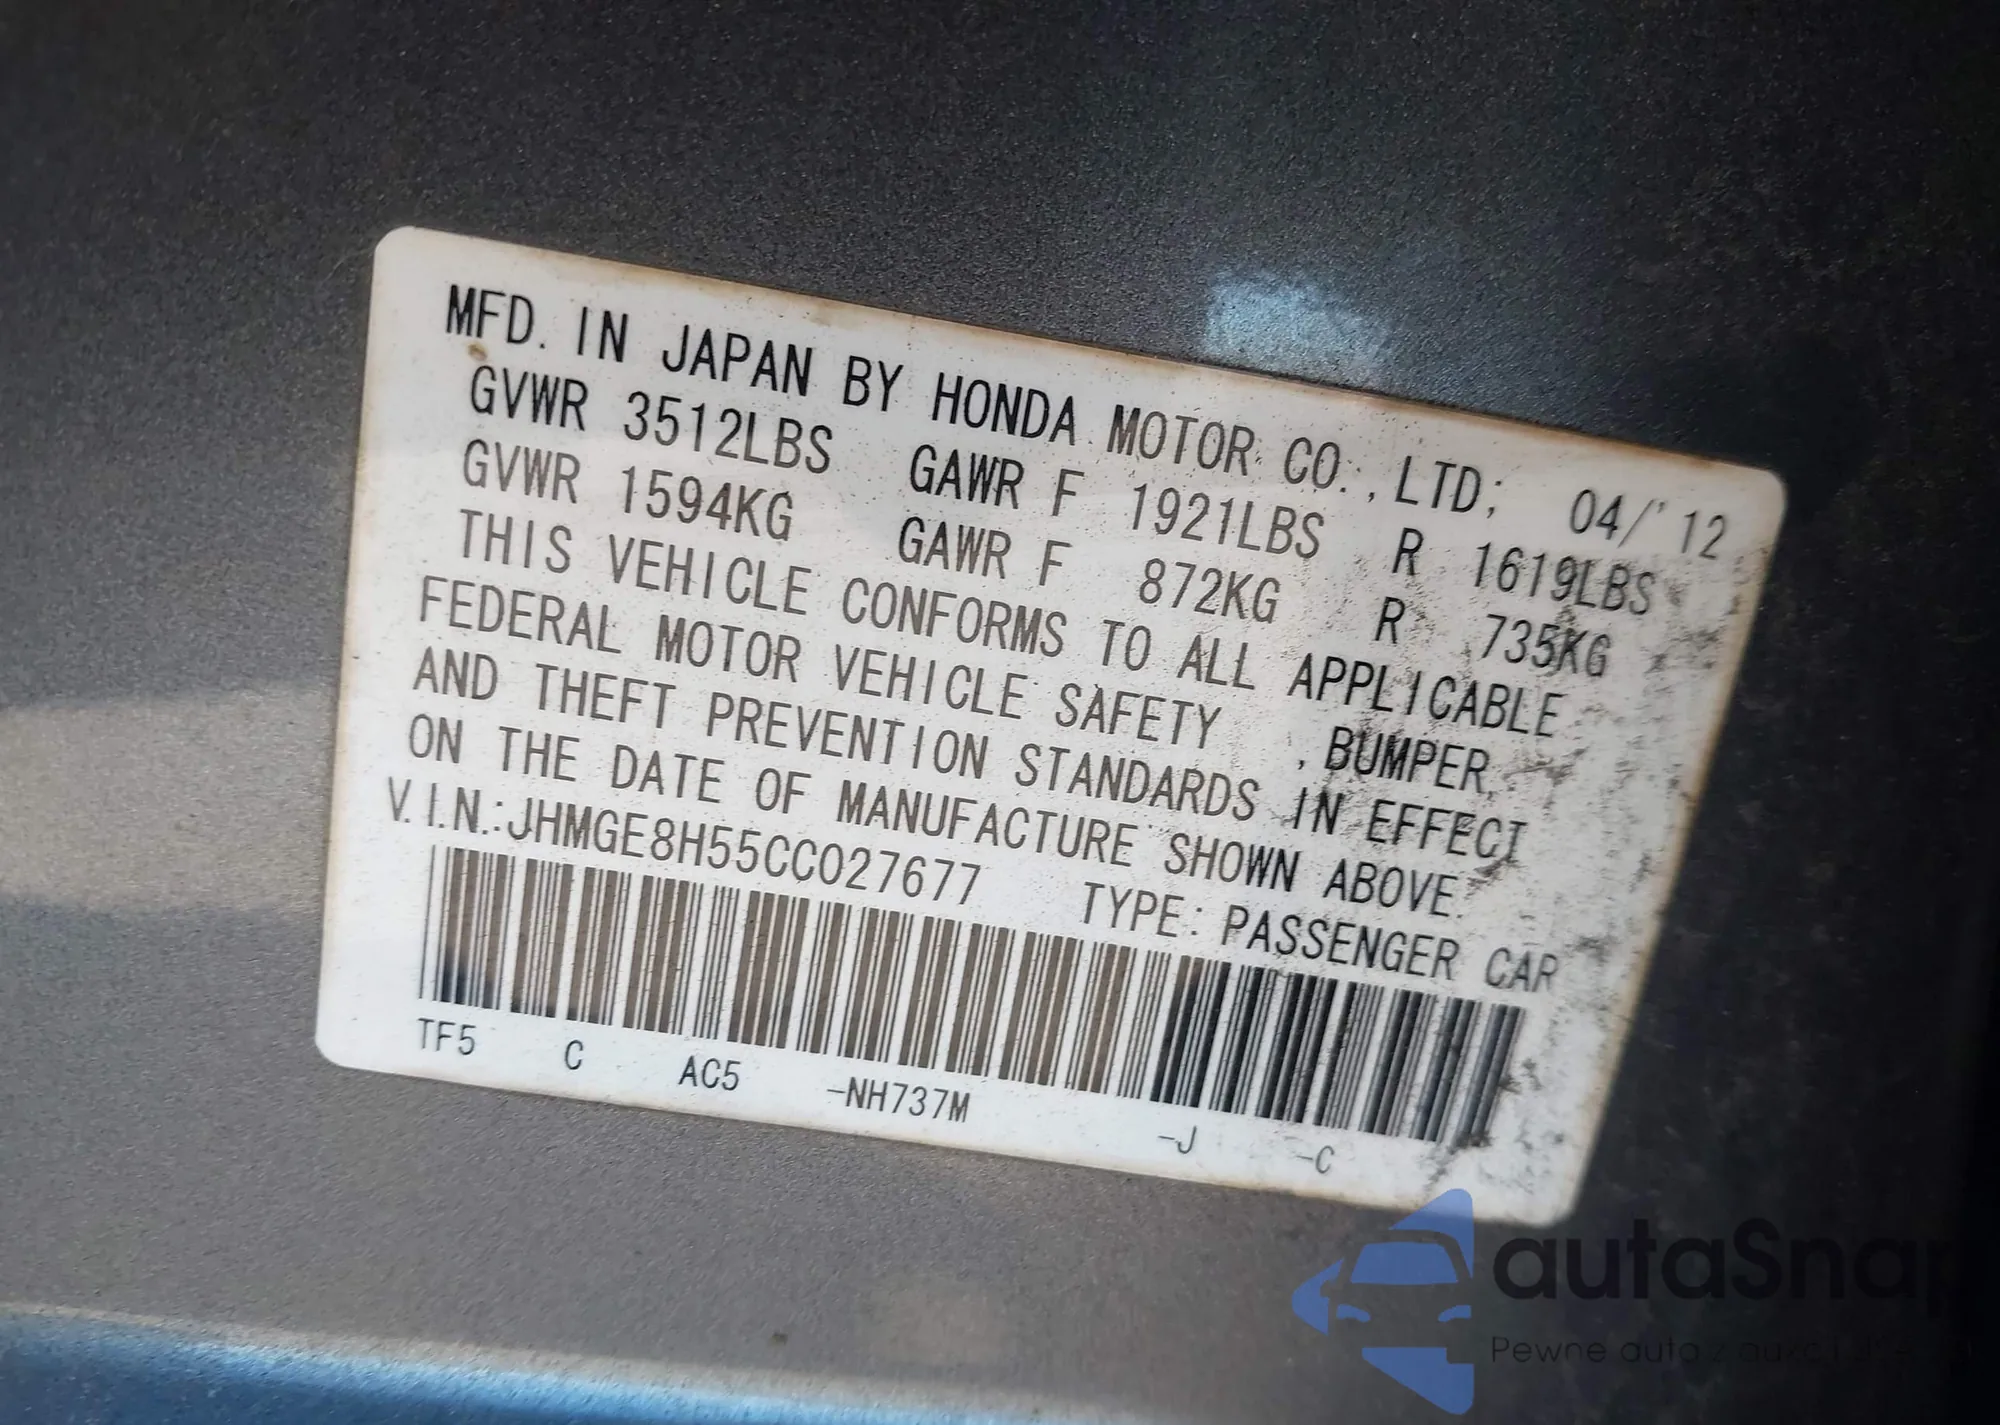 MFD. IN JAPAN BY HONDA MOTOR CO., LTD; 04/'12
GVWR 3512LBS GAWR F 1921LBS R 1619LBS
GVWR 1594KG GAWR F 872KG R 735KG
THIS VEHICLE CONFORMS TO ALL APPLICABLE
FEDERAL MOTOR VEHICLE SAFETY , BUMPER,
AND THEFT PREVENTION STANDARDS IN EFFECT
ON THE DATE OF MANUFACTURE SHOWN ABOVE.
V.I.N.:JHMGE8H55CC027677 TYPE: PASSENGER CAR
TF5 C AC5 -NH737M -J -C
autaSnap
Pewne auto z